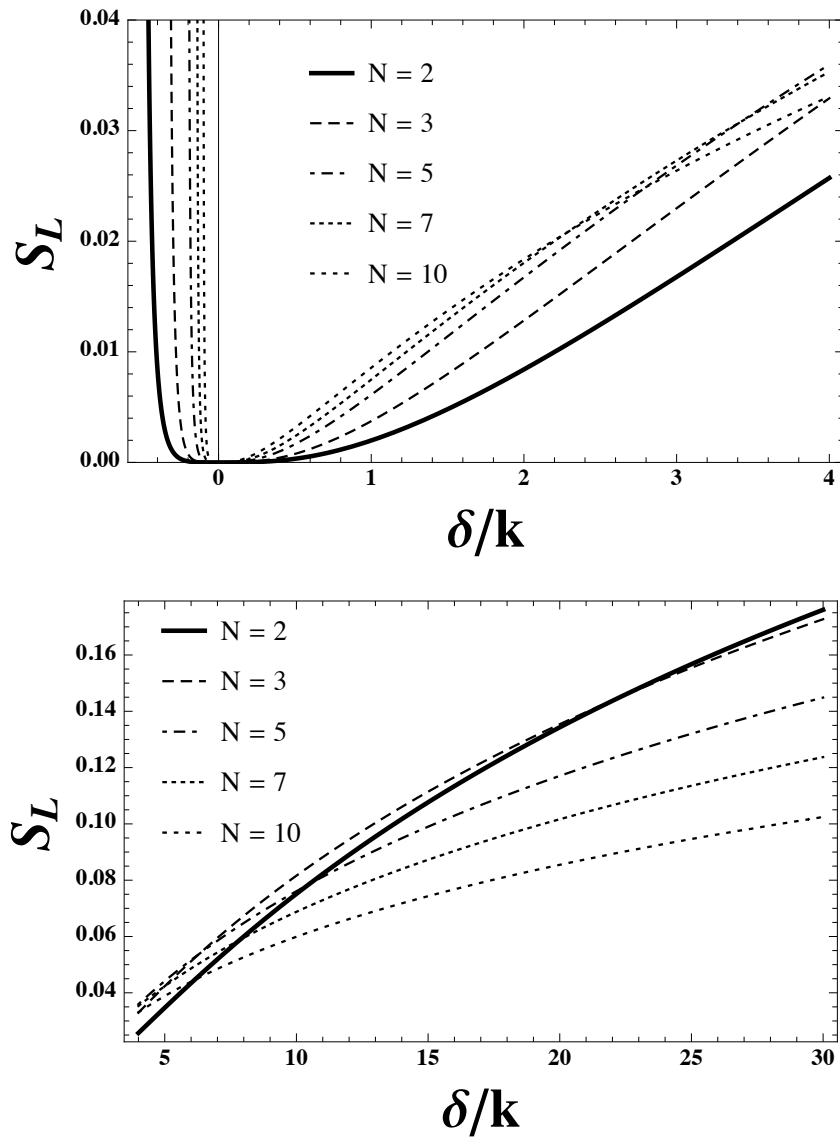 0.04
0.03
0.02
0.01
0.00
S_L
N = 2
N = 3
N = 5
N = 7
N = 10
0 1 2 3 4
δ/k
0.16
0.14
0.12
0.10
0.08
0.06
0.04
S_L
N = 2
N = 3
N = 5
N = 7
N = 10
5 10 15 20 25 30
δ/k